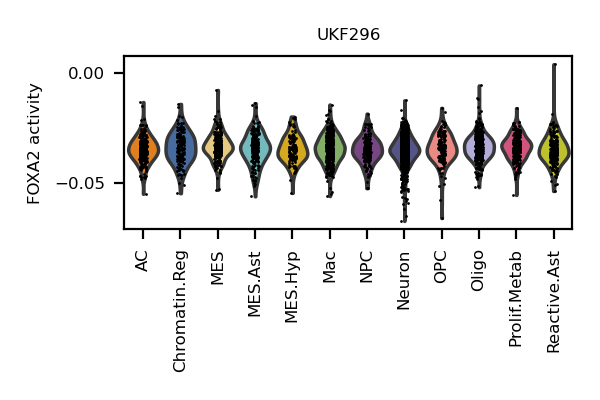 UKF296
FOXA2 activity
0.00
−0.05
AC
Chromatin.Reg
MES
MES.Ast
MES.Hyp
Mac
NPC
Neuron
OPC
Oligo
Prolif.Metab
Reactive.Ast